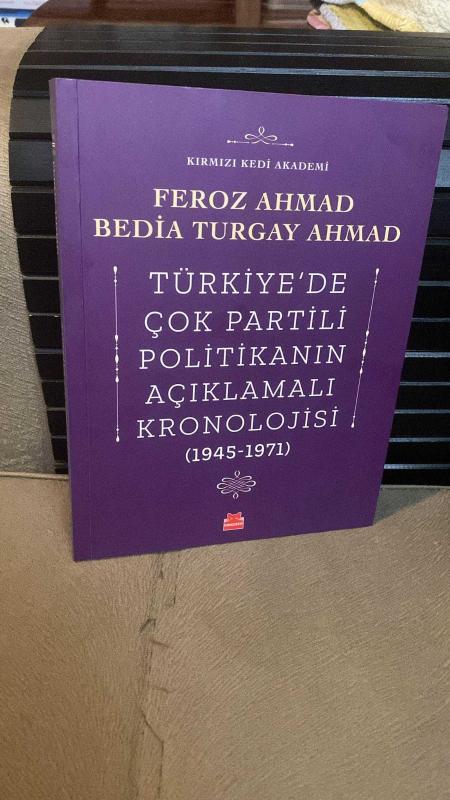 KIRMIZI KEDİ AKADEMİ
FEROZ AHMAD
BEDİA TURGAY AHMAD
TÜRKİYE'DE
ÇOK PARTİLİ
POLİTİKANIN
AÇIKLAMALI
KRONOLOJİSİ
(1945-1971)